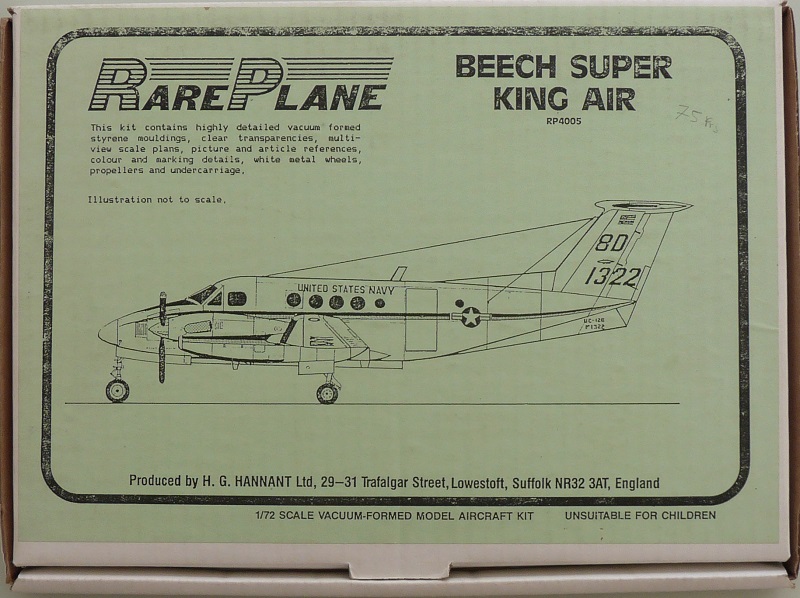 RAREPLANE
BEECH SUPER
KING AIR
RP4005
This kit contains highly detailed vacuum formed
styrene mouldings, clear transparencies, multi-
view scale plans, picture and article references,
colour and marking details, white metal wheels,
propellers and undercarriage.
Illustration not to scale.
8D
1322
UNITED STATES NAVY
Produced by H. G. HANNANT Ltd, 29–31 Trafalgar Street, Lowestoft, Suffolk NR32 3AT, England
1/72 SCALE VACUUM-FORMED MODEL AIRCRAFT KIT UNSUITABLE FOR CHILDREN